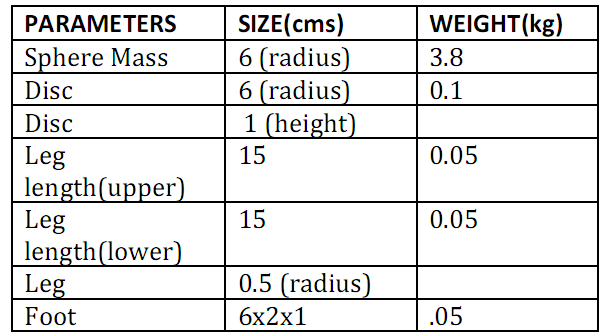 PARAMETERS SIZE(cms) WEIGHT(kg)
Sphere Mass 6 (radius) 3.8
Disc 6 (radius) 0.1
Disc 1 (height)
Leg 15 0.05
length(upper)
Leg 15 0.05
length(lower)
Leg 0.5 (radius)
Foot 6x2x1 .05